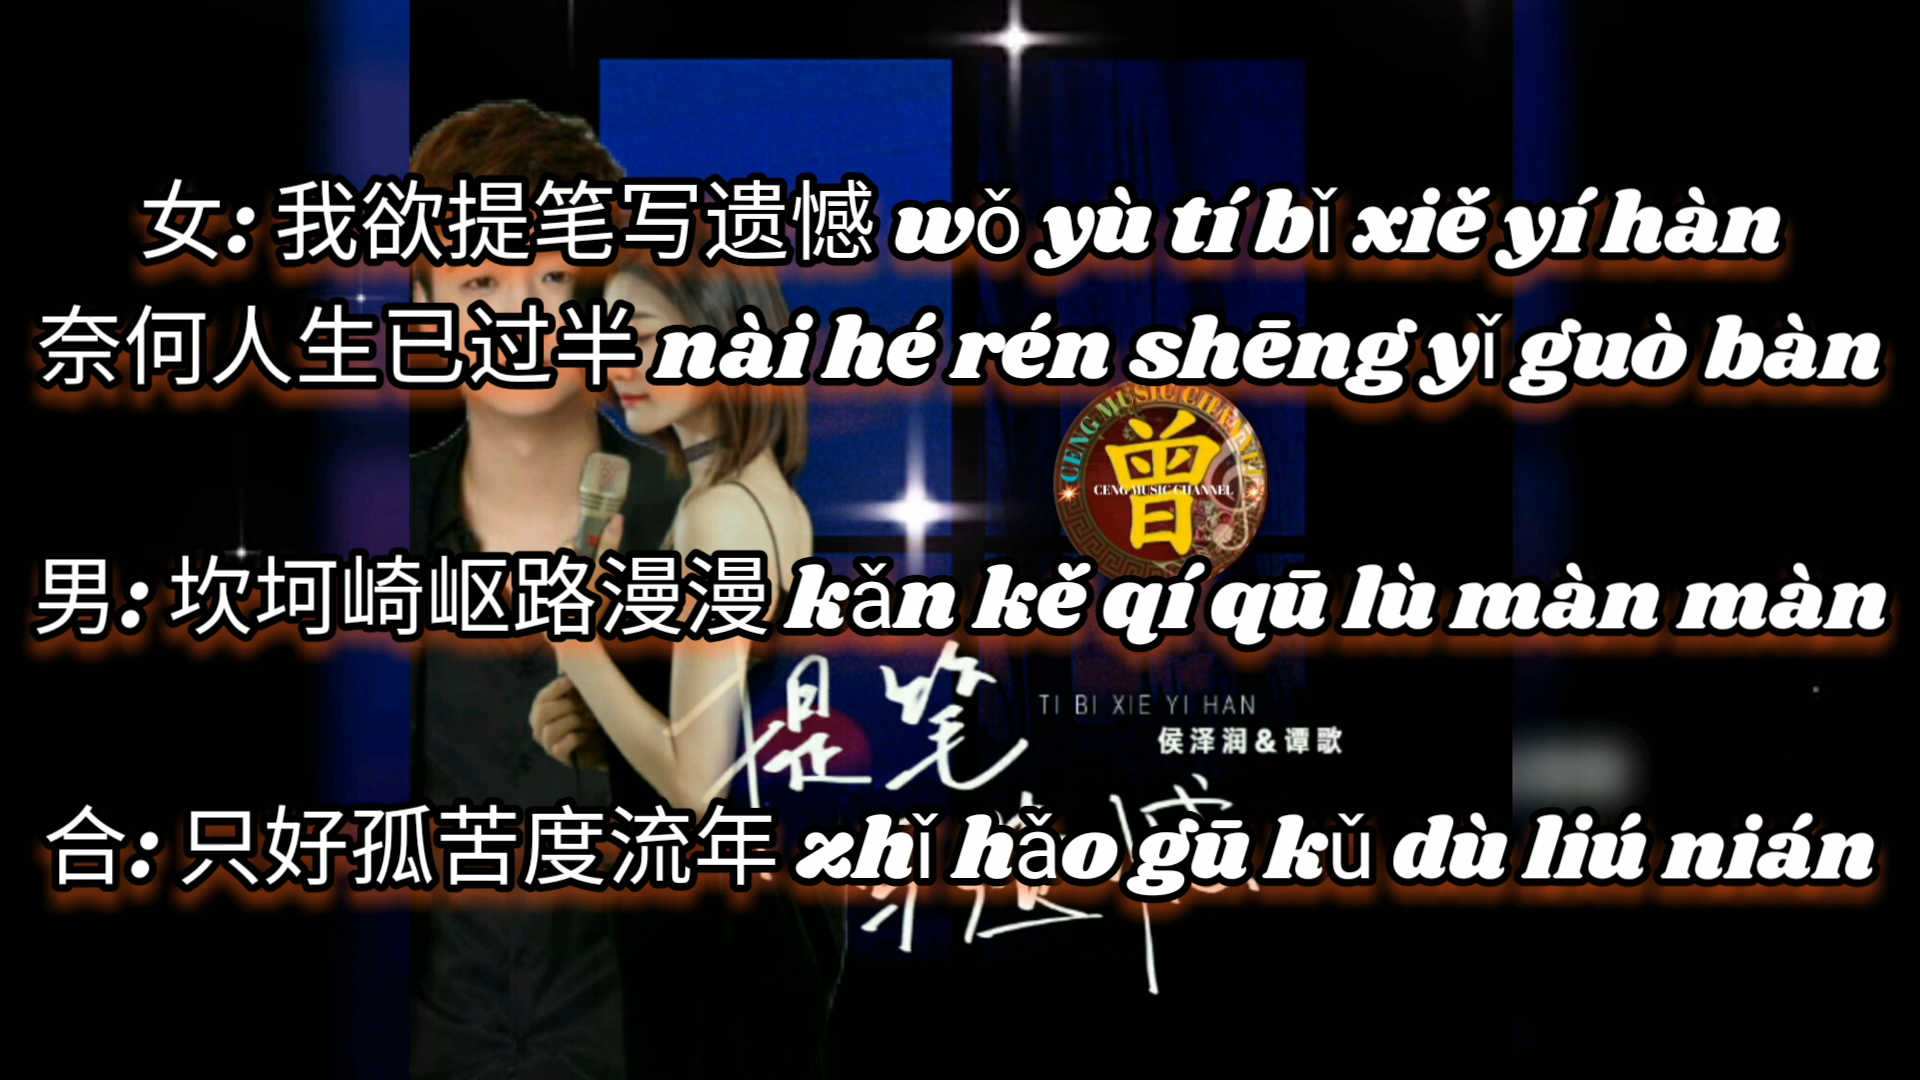 女: 我欲提笔写遗憾 wǒ yù tí bǐ xiě yí hàn
奈何人生已过半 nài hé rén shēng yǐ guò bàn
CENG MUSIC CHANNEL
曾
CENG MUSIC CHANNEL
男: 坎坷崎岖路漫漫 kǎn kě qí qū lù màn màn
提笔
TI BI XIE YI HAN
侯泽润&谭歌
合: 只好孤苦度流年 zhǐ hǎo gū kǔ dù liú nián